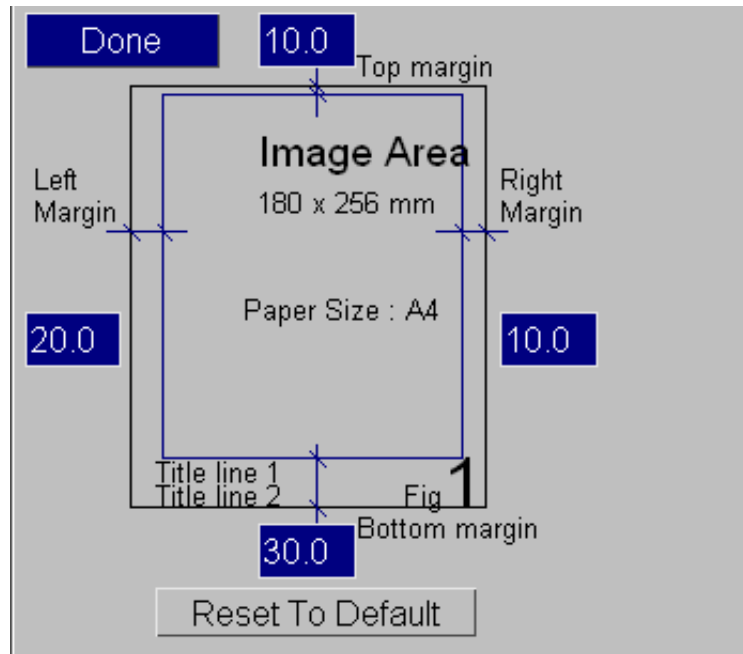 Done
10.0
Top margin
Image Area
180 x 256 mm
Left
Margin
Right
Margin
Paper Size : A4
20.0
10.0
Title line 1
Title line 2
Fig 1
Bottom margin
30.0
Reset To Default